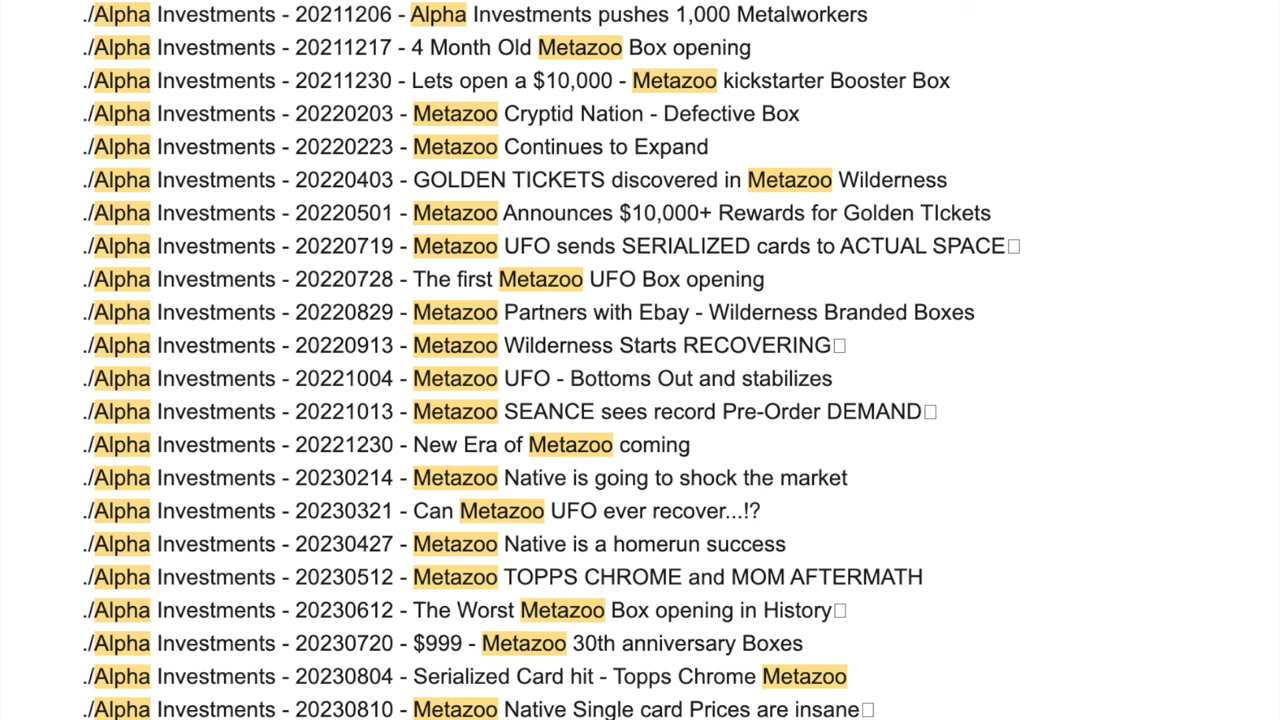 ./Alpha Investments - 20211206 - Alpha Investments pushes 1,000 Metalworkers
./Alpha Investments - 20211217 - 4 Month Old Metazoo Box opening
./Alpha Investments - 20211230 - Lets open a $10,000 - Metazoo kickstarter Booster Box
./Alpha Investments - 20220203 - Metazoo Cryptid Nation - Defective Box
./Alpha Investments - 20220223 - Metazoo Continues to Expand
./Alpha Investments - 20220403 - GOLDEN TICKETS discovered in Metazoo Wilderness
./Alpha Investments - 20220501 - Metazoo Announces $10,000+ Rewards for Golden TIckets
./Alpha Investments - 20220719 - Metazoo UFO sends SERIALIZED cards to ACTUAL SPACE
./Alpha Investments - 20220728 - The first Metazoo UFO Box opening
./Alpha Investments - 20220829 - Metazoo Partners with Ebay - Wilderness Branded Boxes
./Alpha Investments - 20220913 - Metazoo Wilderness Starts RECOVERING
./Alpha Investments - 20221004 - Metazoo UFO - Bottoms Out and stabilizes
./Alpha Investments - 20221013 - Metazoo SEANCE sees record Pre-Order DEMAND
./Alpha Investments - 20221230 - New Era of Metazoo coming
./Alpha Investments - 20230214 - Metazoo Native is going to shock the market
./Alpha Investments - 20230321 - Can Metazoo UFO ever recover...!?
./Alpha Investments - 20230427 - Metazoo Native is a homerun success
./Alpha Investments - 20230512 - Metazoo TOPPS CHROME and MOM AFTERMATH
./Alpha Investments - 20230612 - The Worst Metazoo Box opening in History
./Alpha Investments - 20230720 - $999 - Metazoo 30th anniversary Boxes
./Alpha Investments - 20230804 - Serialized Card hit - Topps Chrome Metazoo
./Alpha Investments - 20230810 - Metazoo Native Single card Prices are insane